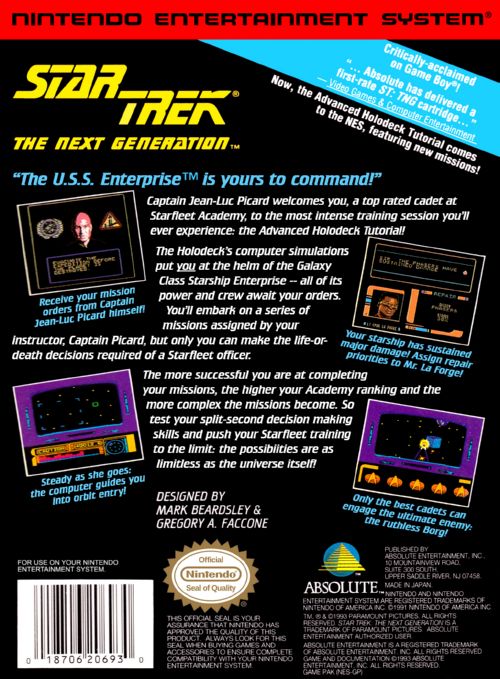 NINTENDO ENTERTAINMENT SYSTEM®
Critically-acclaimed
on Game Boy®!
"... Absolute has delivered a
first-rate ST: TNG cartridge..."
— Video Games & Computer Entertainment
Now, the Advanced Holodeck Tutorial comes
to the NES, featuring new missions!
STAR
TREK®
THE NEXT GENERATION™
"The U.S.S. Enterprise™ is yours to command!"
Captain Jean-Luc Picard welcomes you, a top rated cadet at
Starfleet Academy, to the most intense training session you'll
ever experience: the Advanced Holodeck Tutorial!
Receive your mission
orders from Captain
Jean-Luc Picard himself!
The Holodeck's computer simulations
put you at the helm of the Galaxy
Class Starship Enterprise -- all of its
power and crew await your orders.
You'll embark on a series of
missions assigned by your
instructor, Captain Picard, but only you can make the life-or-
death decisions required of a Starfleet officer.
REPAIR
Your starship has sustained
major damage! Assign repair
priorities to Mr. La Forge!
The more successful you are at completing
your missions, the higher your Academy ranking and the
more complex the missions become. So
test your split-second decision making
skills and push your Starfleet training
to the limit: the possiblities are as
limitless as the universe itself!
Steady as she goes:
the computer guides you
into orbit entry!
Only the best cadets can
engage the ultimate enemy:
the ruthless Borg!
DESIGNED BY
MARK BEARDSLEY &
GREGORY A. FACCONE
FOR USE ON YOUR NINTENDO
ENTERTAINMENT SYSTEM.
0 18706 20693 0
Official
Nintendo®
Seal of Quality
THIS OFFICIAL SEAL IS YOUR
ASSURANCE THAT NINTENDO HAS
APPROVED THE QUALITY OF THIS
PRODUCT. ALWAYS LOOK FOR THIS
SEAL WHEN BUYING GAMES AND
ACCESSORIES TO ENSURE COMPLETE
COMPATIBILITY WITH YOUR NINTENDO
ENTERTAINMENT SYSTEM.
ABSOLUTE™
PUBLISHED BY
ABSOLUTE ENTERTAINMENT, INC.,
10 MOUNTAINVIEW ROAD,
SUITE 300 SOUTH,
UPPER SADDLE RIVER, NJ 07458.
MADE IN JAPAN.
NINTENDO AND NINTENDO
ENTERTAINMENT SYSTEM ARE REGISTERED TRADEMARKS OF
NINTENDO OF AMERICA INC. ©1991 NINTENDO OF AMERICA INC.
TM, ® & ©1993 PARAMOUNT PICTURES. ALL RIGHTS
RESERVED. STAR TREK: THE NEXT GENERATION IS A
TRADEMARK OF PARAMOUNT PICTURES. ABSOLUTE
ENTERTAINMENT AUTHORIZED USER.
ABSOLUTE ENTERTAINMENT IS A REGISTERED TRADEMARK
OF ABSOLUTE ENTERTAINMENT, INC. ALL RIGHTS RESERVED.
GAME AND DOCUMENTATION ©1993 ABSOLUTE
ENTERTAINMENT, INC. ALL RIGHTS RESERVED.
GAME PAK (NES-GP)